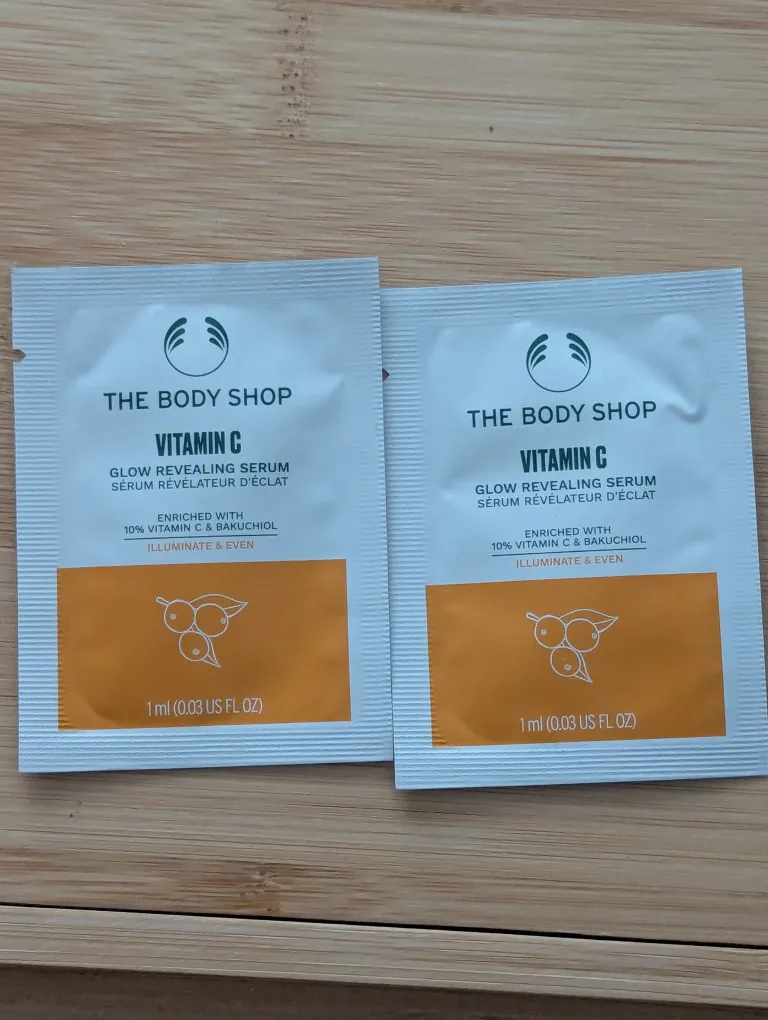 THE BODY SHOP
VITAMIN C
GLOW REVEALING SERUM
SÉRUM RÉVÉLATEUR D'ÉCLAT
ENRICHED WITH
10% VITAMIN C & BAKUCHIOL
ILLUMINATE & EVEN
1 ml (0.03 US FL OZ)
THE BODY SHOP
VITAMIN C
GLOW REVEALING SERUM
SÉRUM RÉVÉLATEUR D'ÉCLAT
ENRICHED WITH
10% VITAMIN C & BAKUCHIOL
ILLUMINATE & EVEN
1 ml (0.03 US FL OZ)